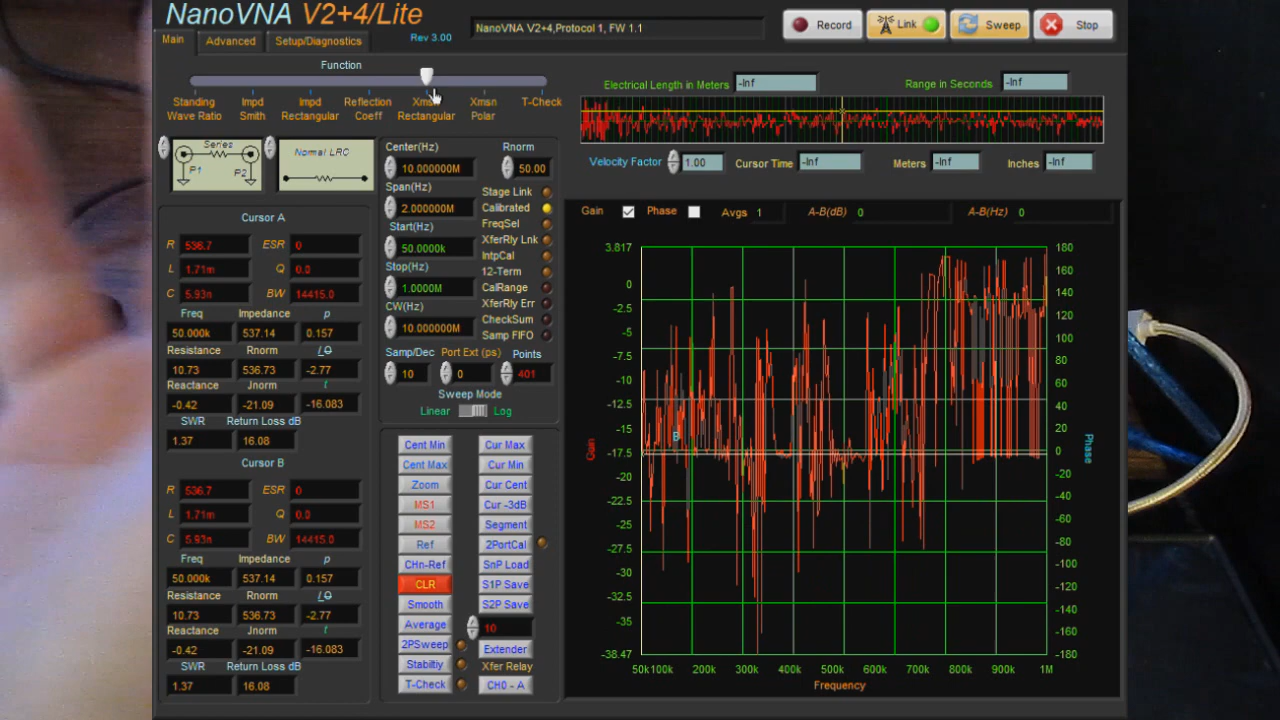 NanoVNA V2+4/Lite
Rev 3.00
NanoVNA V2+4,Protocol 1, FW 1.1
Record
Link
Sweep
Stop
Main
Advanced
Setup/Diagnostics
Function
Standing Wave Ratio
Impd Smith
Impd Rectangular
Reflection Coeff
Xmsn Rectangular
Xmsn Polar
T-Check
Electrical Length in Meters -Inf
Range in Seconds -Inf
Velocity Factor 1.00
Cursor Time -Inf
Meters -Inf
Inches -Inf
Series
P1
P2
Normal LRC
Center(Hz)
10.000000M
Rnorm
50.00
Span(Hz)
2.000000M
Start(Hz)
50.0000k
Stop(Hz)
1.0000M
CW(Hz)
10.000000M
Stage Link
Calibrated
FreqSel
XferRly Lnk
IntpCal
12-Term
CalRange
XferRly Err
CheckSum
Samp FIFO
Samp/Dec
10
Port Ext (ps)
0
Points
401
Sweep Mode
Linear
Log
Cursor A
R 536.7 ESR 0
L 1.71m Q 0.0
C 5.93n BW 14415.0
Freq Impedance p
50.000k 537.14 0.157
Resistance Rnorm /Θ
10.73 536.73 -2.77
Reactance Jnorm t
-0.42 -21.09 -16.083
SWR Return Loss dB
1.37 16.08
Cursor B
R 536.7 ESR 0
L 1.71m Q 0.0
C 5.93n BW 14415.0
Freq Impedance p
50.000k 537.14 0.157
Resistance Rnorm /Θ
10.73 536.73 -2.77
Reactance Jnorm t
-0.42 -21.09 -16.083
SWR Return Loss dB
1.37 16.08
Cent Min
Cur Max
Cent Max
Cur Min
Zoom
Cur Cent
MS1
Cur -3dB
MS2
Segment
Ref
2PortCal
CHn-Ref
SnP Load
CLR
S1P Save
Smooth
S2P Save
Average
10
2PSweep
Extender
Stabiltiy
Xfer Relay
T-Check
CH0 - A
Gain
Phase
Avgs 1
A-B(dB) 0
A-B(Hz) 0
3.817
0
-2.5
-5
-7.5
-10
-12.5
-15
-17.5
-20
-22.5
-25
-27.5
-30
-32.5
-35
-38.47
Gain
B
180
160
140
120
100
80
60
40
20
0
-20
-40
-60
-80
-100
-120
-140
-160
-180
Phase
50k 100k 200k 300k 400k 500k 600k 700k 800k 900k 1M
Frequency